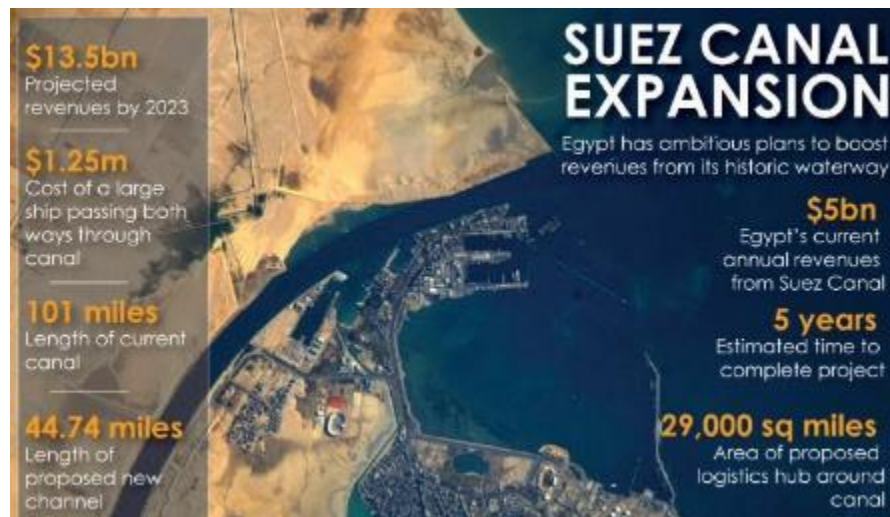 SUEZ CANAL
EXPANSION
Egypt has ambitious plans to boost
revenues from its historic waterway
$13.5bn
Projected
revenues by 2023
$1.25m
Cost of a large
ship passing both
ways through
canal
101 miles
Length of current
canal
44.74 miles
Length of
proposed new
channel
$5bn
Egypt's current
annual revenues
from Suez Canal
5 years
Estimated time to
complete project
29,000 sq miles
Area of proposed
logistics hub around
canal